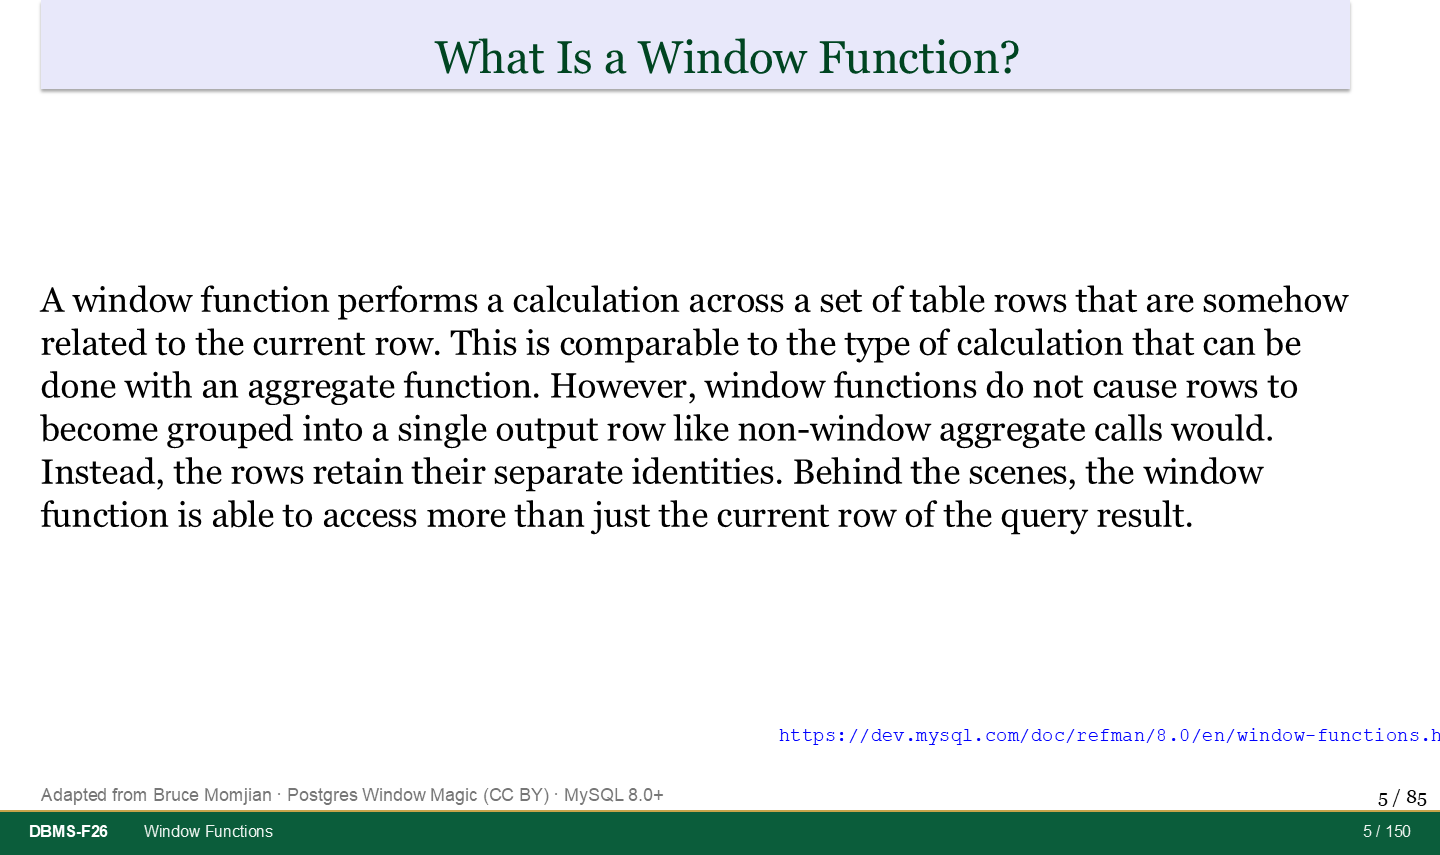 What Is a Window Function?
A window function performs a calculation across a set of table rows that are somehow
related to the current row. This is comparable to the type of calculation that can be
done with an aggregate function. However, window functions do not cause rows to
become grouped into a single output row like non-window aggregate calls would.
Instead, the rows retain their separate identities. Behind the scenes, the window
function is able to access more than just the current row of the query result.
https://dev.mysql.com/doc/refman/8.0/en/window-functions.h
Adapted from Bruce Momjian · Postgres Window Magic (CC BY) · MySQL 8.0+
5 / 85
DBMS-F26 Window Functions 5 / 150